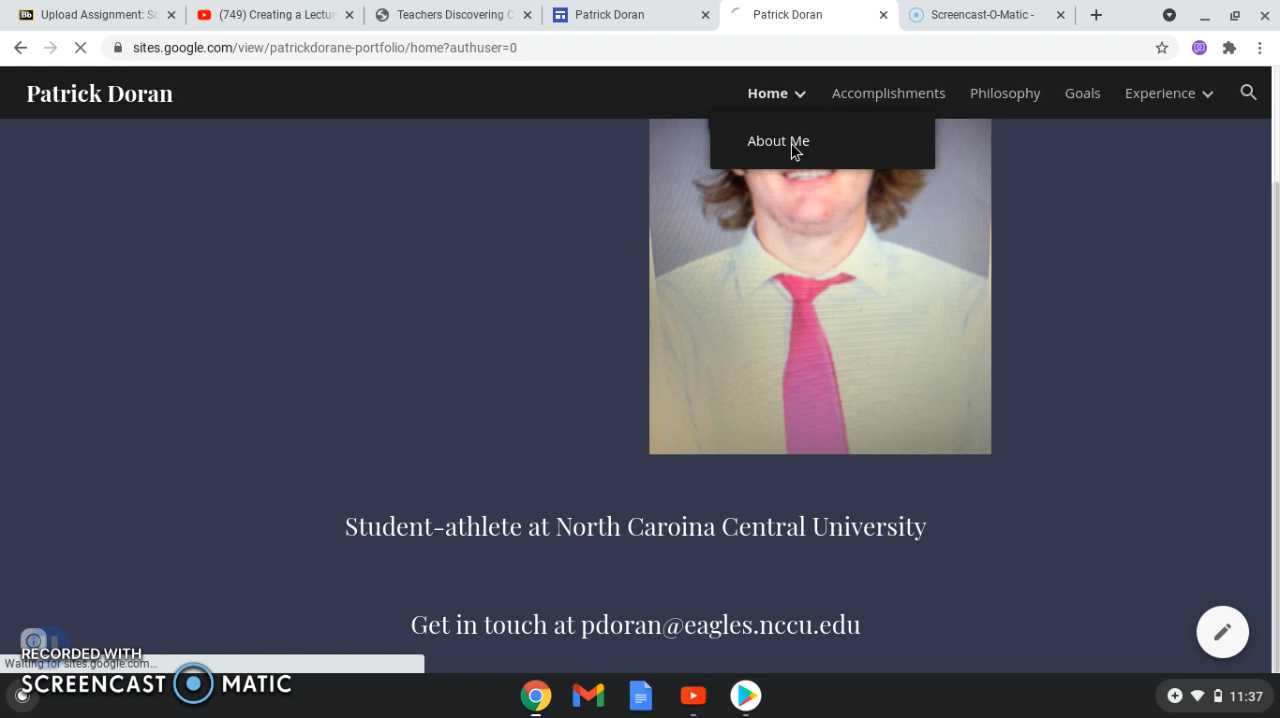 Bb Upload Assignment: Sc
(749) Creating a Lectur
Teachers Discovering C
Patrick Doran
Patrick Doran
Screencast-O-Matic -
sites.google.com/view/patrickdorane-portfolio/home?authuser=0
Patrick Doran
Home
Accomplishments
Philosophy
Goals
Experience
About Me
Student-athlete at North Caroina Central University
Get in touch at pdoran@eagles.nccu.edu
RECORDED WITH
Waiting for sites.google.com...
SCREENCAST MATIC
11:37